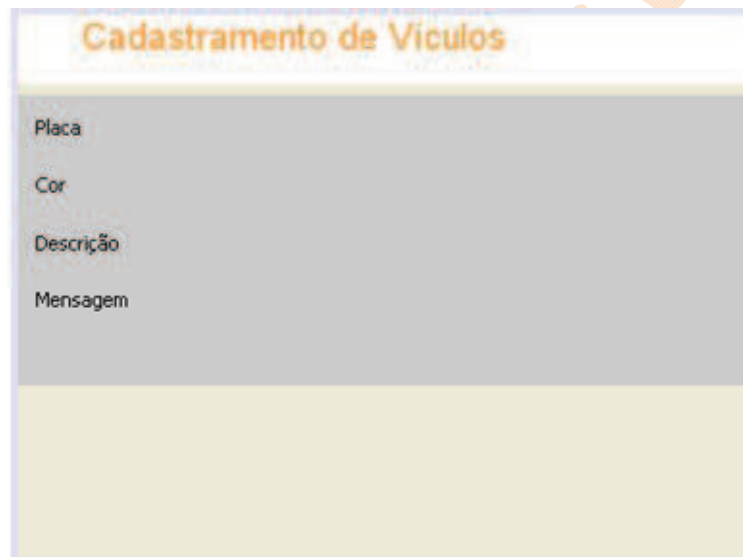 Cadastramento de Viculos
Placa
Cor
Descrição
Mensagem